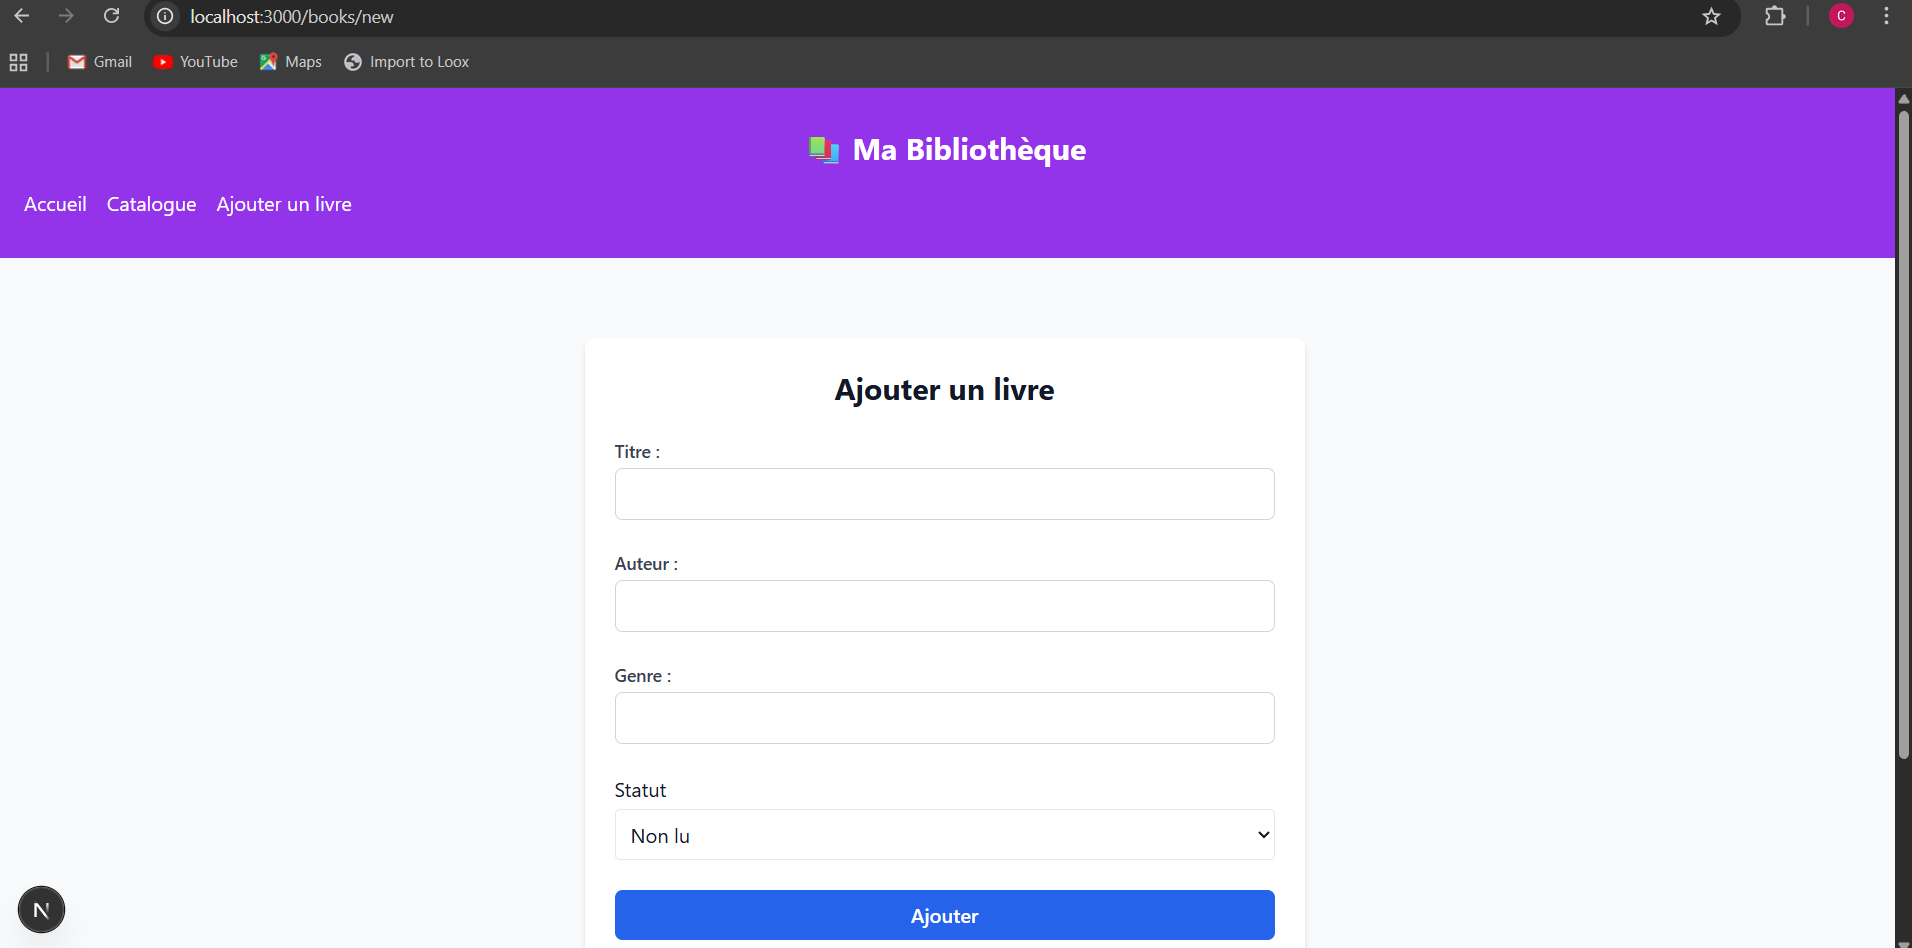 localhost:3000/books/new
C
Gmail YouTube Maps Import to Loox
Ma Bibliothèque
Accueil Catalogue Ajouter un livre
Ajouter un livre
Titre :
Auteur :
Genre :
Statut
Non lu
Ajouter
N